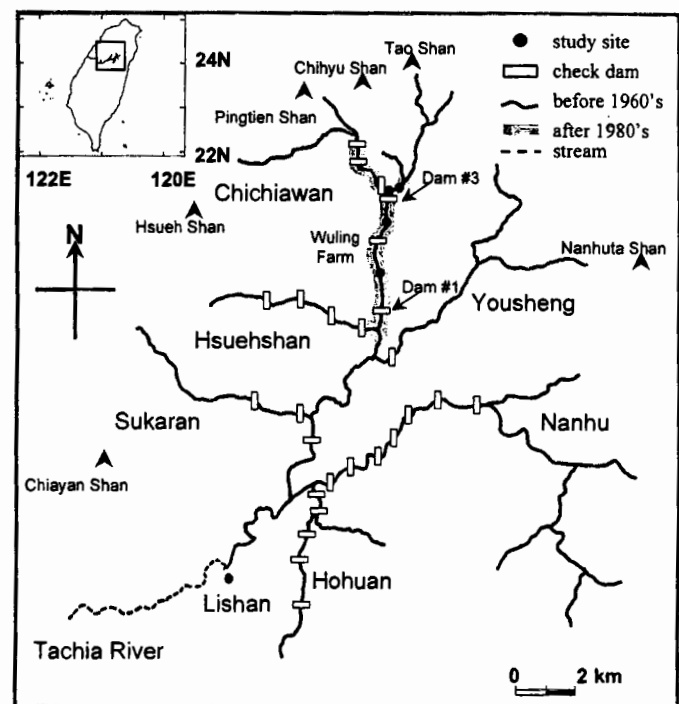 24N
22N
122E
120E
Tao Shan
Chihyu Shan
Pingtien Shan
study site
check dam
before 1960's
after 1980's
stream
Chichiawan
Dam #3
Hsueh Shan
N
Wuling
Farm
Nanhuta Shan
Dam #1
Yousheng
Hsuehshan
Sukaran
Nanhu
Chiayan Shan
Hohuan
Lishan
Tachia River
0 2 km